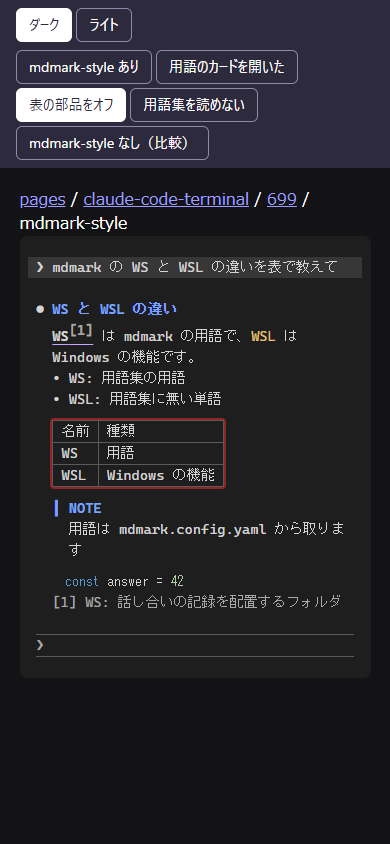 ダーク ライト
mdmark-style あり 用語のカードを開いた
表の部品をオフ 用語集を読めない
mdmark-style なし（比較）
pages / claude-code-terminal / 699 /
mdmark-style
❯ mdmark の WS と WSL の違いを表で教えて
● WS と WSL の違い
WS[1] は mdmark の用語で、WSL は
Windows の機能です。
• WS: 用語集の用語
• WSL: 用語集に無い単語
名前 種類
WS 用語
WSL Windows の機能
NOTE
用語は mdmark.config.yaml から取りま
す
const answer = 42
[1] WS: 話し合いの記録を配置するフォルダ
❯